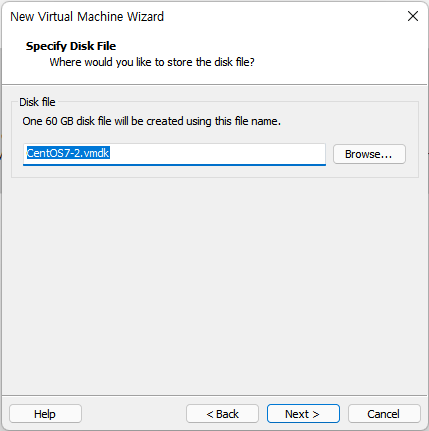 New Virtual Machine Wizard
Specify Disk File
Where would you like to store the disk file?
Disk file
One 60 GB disk file will be created using this file name.
CentOS7-2.vmdk
Browse...
Help
< Back
Next >
Cancel